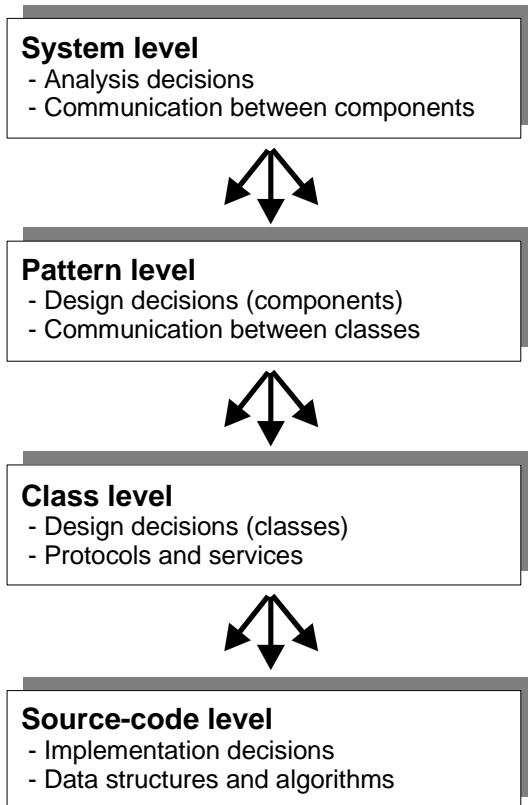 System level
- Analysis decisions
- Communication between components
Pattern level
- Design decisions (components)
- Communication between classes
Class level
- Design decisions (classes)
- Protocols and services
Source-code level
- Implementation decisions
- Data structures and algorithms